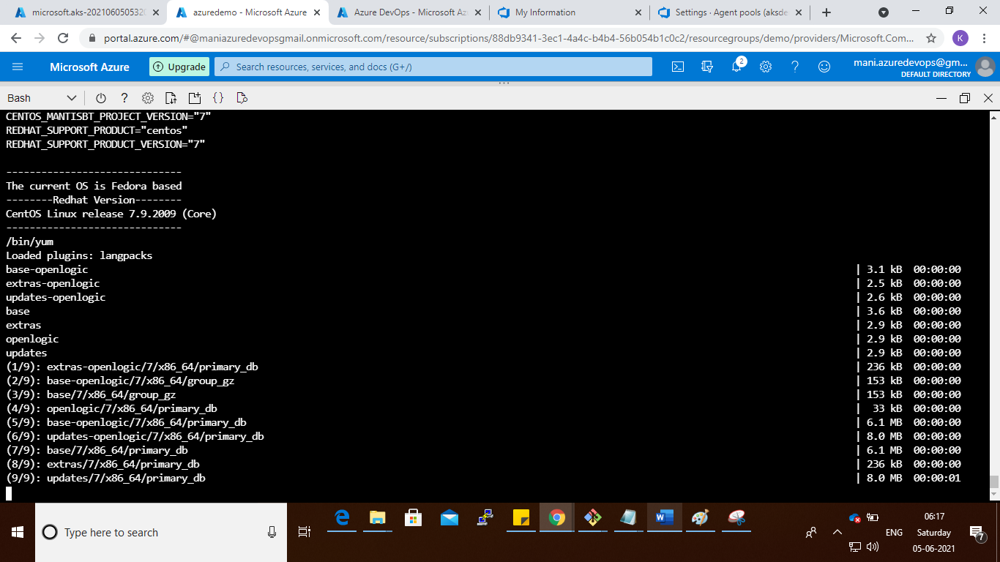 microsoft.aks-2021060505320
azuredemo - Microsoft Azure
Azure DevOps - Microsoft Az
My Information
Settings · Agent pools (aksde
portal.azure.com/#@maniazuredevopsgmail.onmicrosoft.com/resource/subscriptions/88db9341-3ec1-4a4c-b4b4-56b054b1c0c2/resourcegroups/demo/providers/Microsoft.Com...
K
Microsoft Azure
Upgrade
Search resources, services, and docs (G+/)
2
mani.azuredevops@gm...
DEFAULT DIRECTORY
Bash
CENTOS_MANTISBT_PROJECT_VERSION="7"
REDHAT_SUPPORT_PRODUCT="centos"
REDHAT_SUPPORT_PRODUCT_VERSION="7"
------------------------------
The current OS is Fedora based
--------Redhat Version--------
CentOS Linux release 7.9.2009 (Core)
------------------------------
/bin/yum
Loaded plugins: langpacks
base-openlogic | 3.1 kB 00:00:00
extras-openlogic | 2.5 kB 00:00:00
updates-openlogic | 2.6 kB 00:00:00
base | 3.6 kB 00:00:00
extras | 2.9 kB 00:00:00
openlogic | 2.9 kB 00:00:00
updates | 2.9 kB 00:00:00
(1/9): extras-openlogic/7/x86_64/primary_db | 236 kB 00:00:00
(2/9): base-openlogic/7/x86_64/group_gz | 153 kB 00:00:00
(3/9): base/7/x86_64/group_gz | 153 kB 00:00:00
(4/9): openlogic/7/x86_64/primary_db | 33 kB 00:00:00
(5/9): base-openlogic/7/x86_64/primary_db | 6.1 MB 00:00:00
(6/9): updates-openlogic/7/x86_64/primary_db | 8.0 MB 00:00:00
(7/9): base/7/x86_64/primary_db | 6.1 MB 00:00:00
(8/9): extras/7/x86_64/primary_db | 236 kB 00:00:00
(9/9): updates/7/x86_64/primary_db | 8.0 MB 00:00:01
Type here to search
ENG
06:17
Saturday
05-06-2021
7